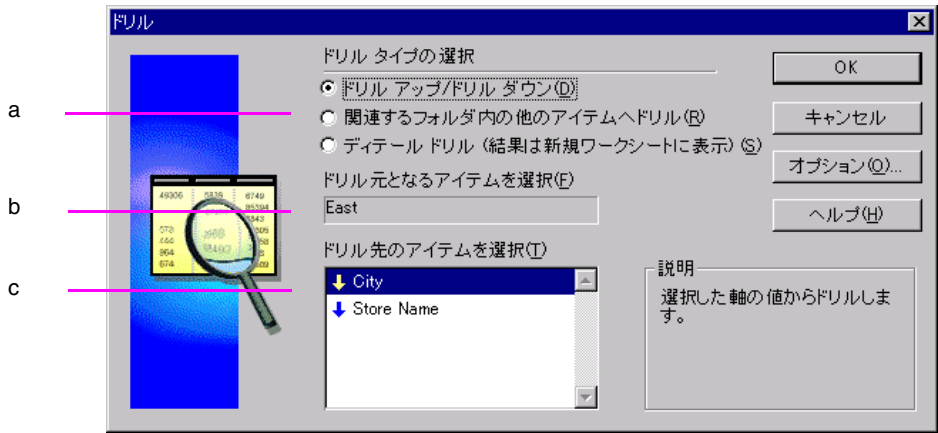 ドリル
ドリル タイプの選択
ドリル アップ/ドリル ダウン(D)
関連するフォルダ内の他のアイテムへドリル(R)
ディテール ドリル (結果は新規ワークシートに表示) (S)
ドリル元となるアイテムを選択(F)
East
ドリル先のアイテムを選択(T)
City
Store Name
OK
キャンセル
オプション(O)...
ヘルプ(H)
説明
選択した軸の値からドリルしま
す。
a
b
c
49306 6749
573
444
964
674